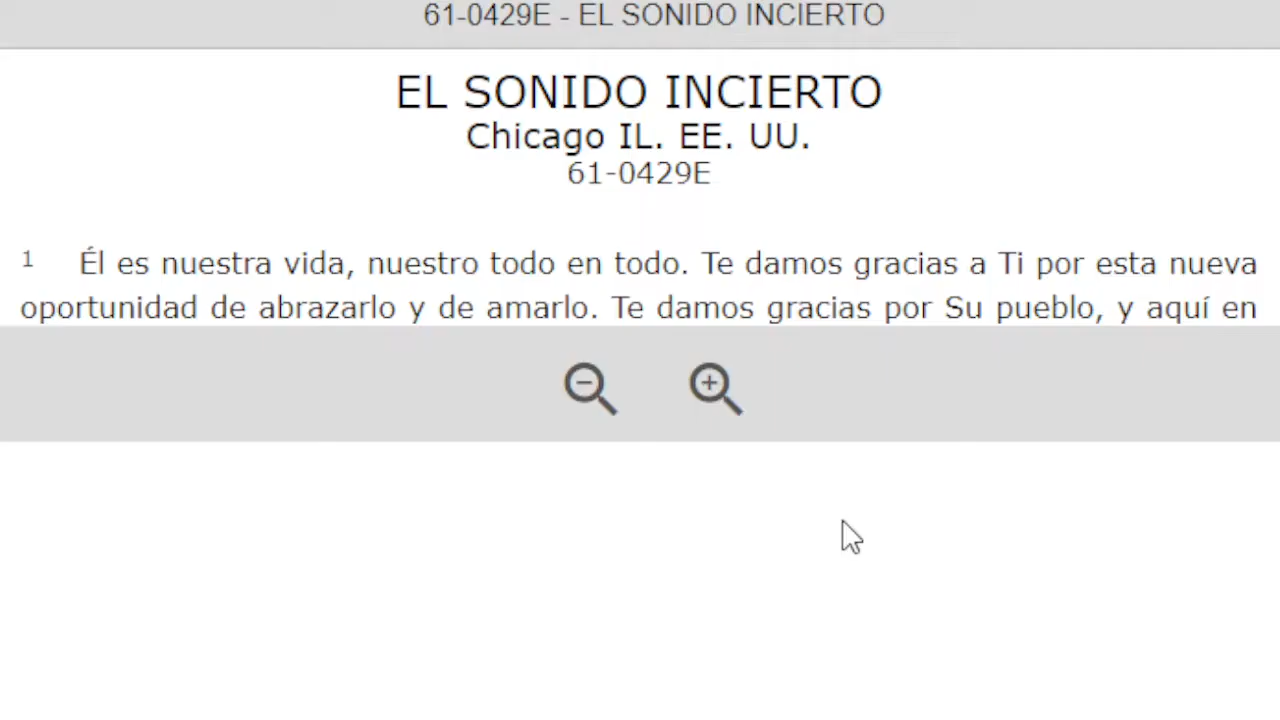 61-0429E - EL SONIDO INCIERTO
EL SONIDO INCIERTO
Chicago IL. EE. UU.
61-0429E
1 Él es nuestra vida, nuestro todo en todo. Te damos gracias a Ti por esta nueva
oportunidad de abrazarlo y de amarlo. Te damos gracias por Su pueblo, y aquí en